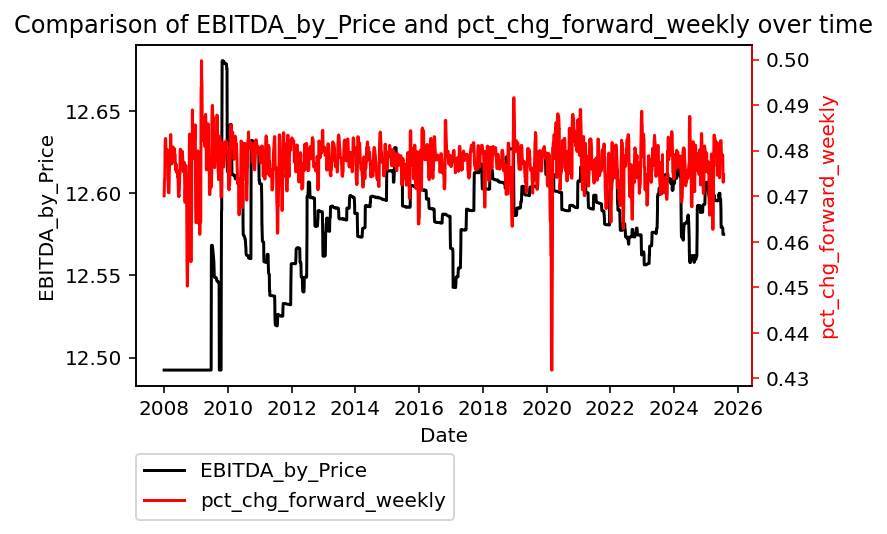 Comparison of EBITDA_by_Price and pct_chg_forward_weekly over time
EBITDA_by_Price
12.65
12.60
12.55
12.50
0.50
0.49
0.48
0.47
0.46
0.45
0.44
0.43
pct_chg_forward_weekly
2008 2010 2012 2014 2016 2018 2020 2022 2024 2026
Date
EBITDA_by_Price
pct_chg_forward_weekly